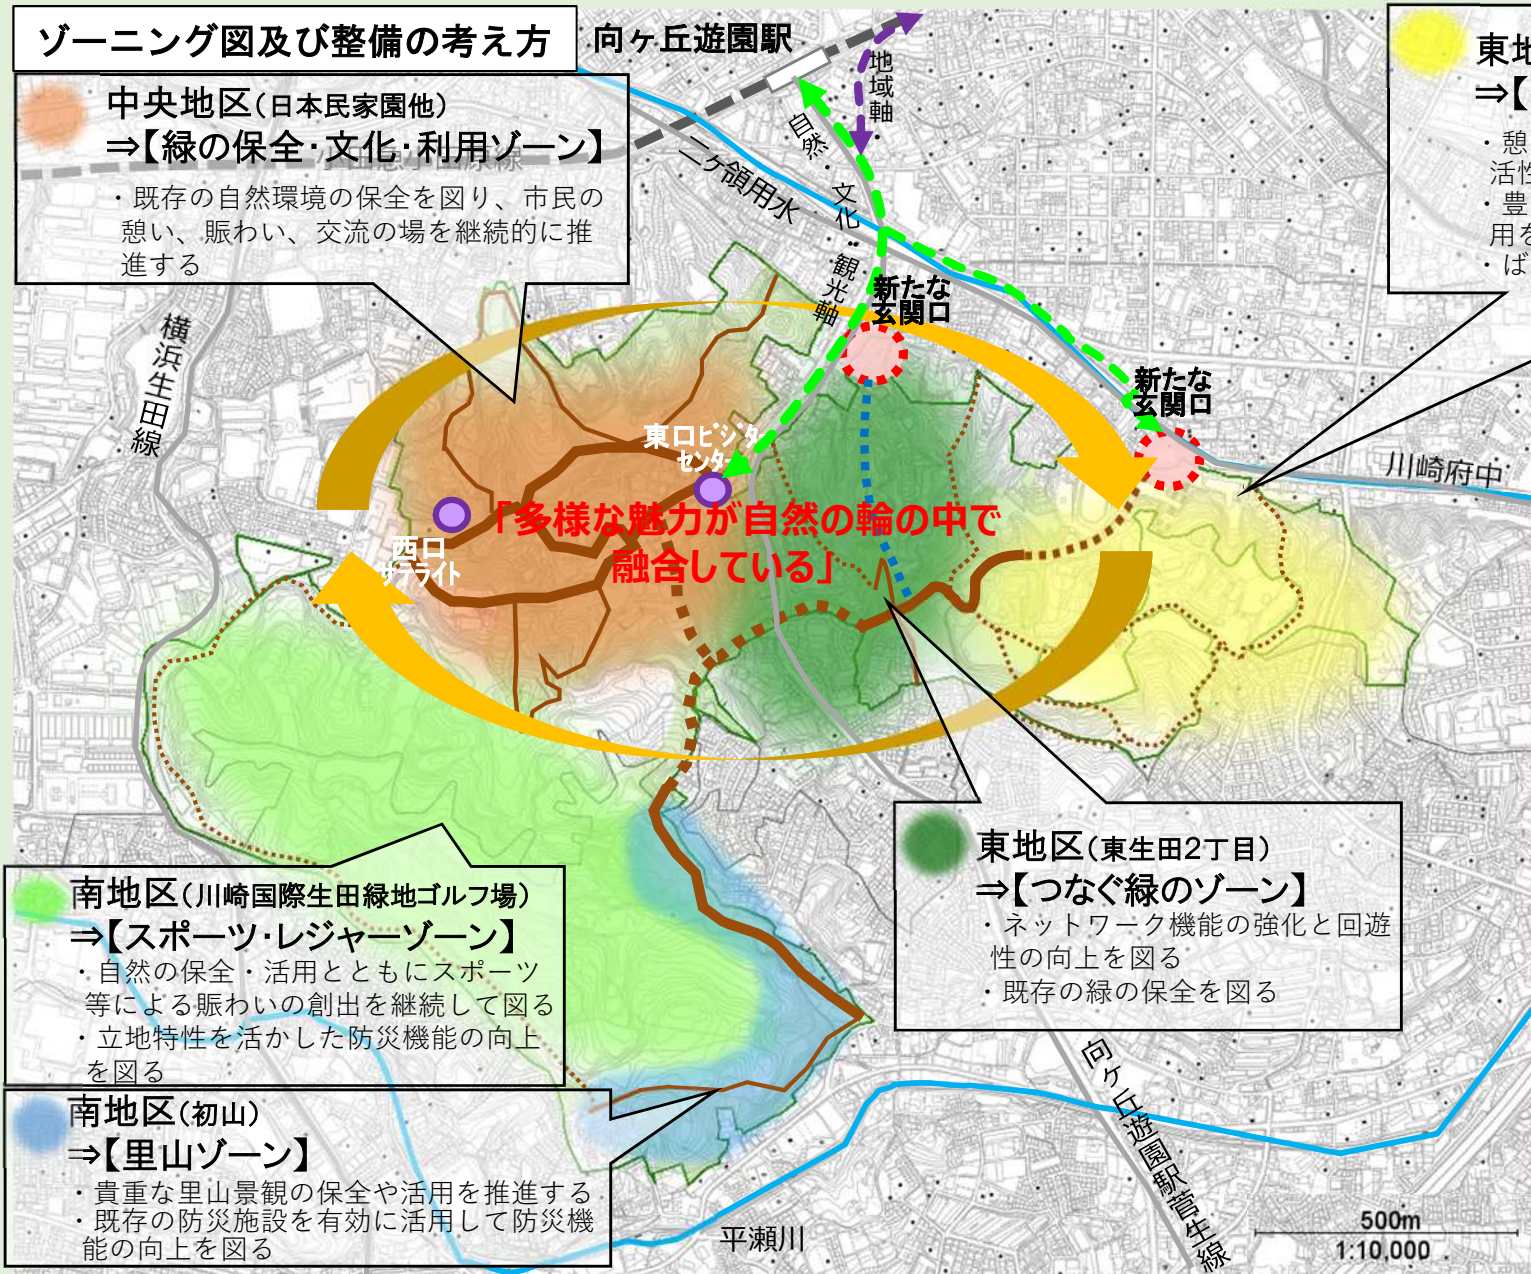 ゾーニング図及び整備の考え方
向ヶ丘遊園駅
地域軸
自然・文化・観光軸
二ヶ領用水
中央地区(日本民家園他)
⇒【緑の保全・文化・利用ゾーン】
・既存の自然環境の保全を図り、市民の
憩い、賑わい、交流の場を継続的に推
進する
東地
⇒【
・憩
活性
・豊
用を
・ば
横浜生田線
新たな
玄関口
新たな
玄関口
川崎府中
東口ビジター
センター
西口
サテライト
「多様な魅力が自然の輪の中で
融合している」
東地区(東生田2丁目)
⇒【つなぐ緑のゾーン】
・ネットワーク機能の強化と回遊
性の向上を図る
・既存の緑の保全を図る
南地区(川崎国際生田緑地ゴルフ場)
⇒【スポーツ・レジャーゾーン】
・自然の保全・活用とともにスポーツ
等による賑わいの創出を継続して図る
・立地特性を活かした防災機能の向上
を図る
南地区(初山)
⇒【里山ゾーン】
・貴重な里山景観の保全や活用を推進する
・既存の防災施設を有効に活用して防災機
能の向上を図る
平瀬川
向ヶ丘遊園駅菅生線
500m
1:10,000